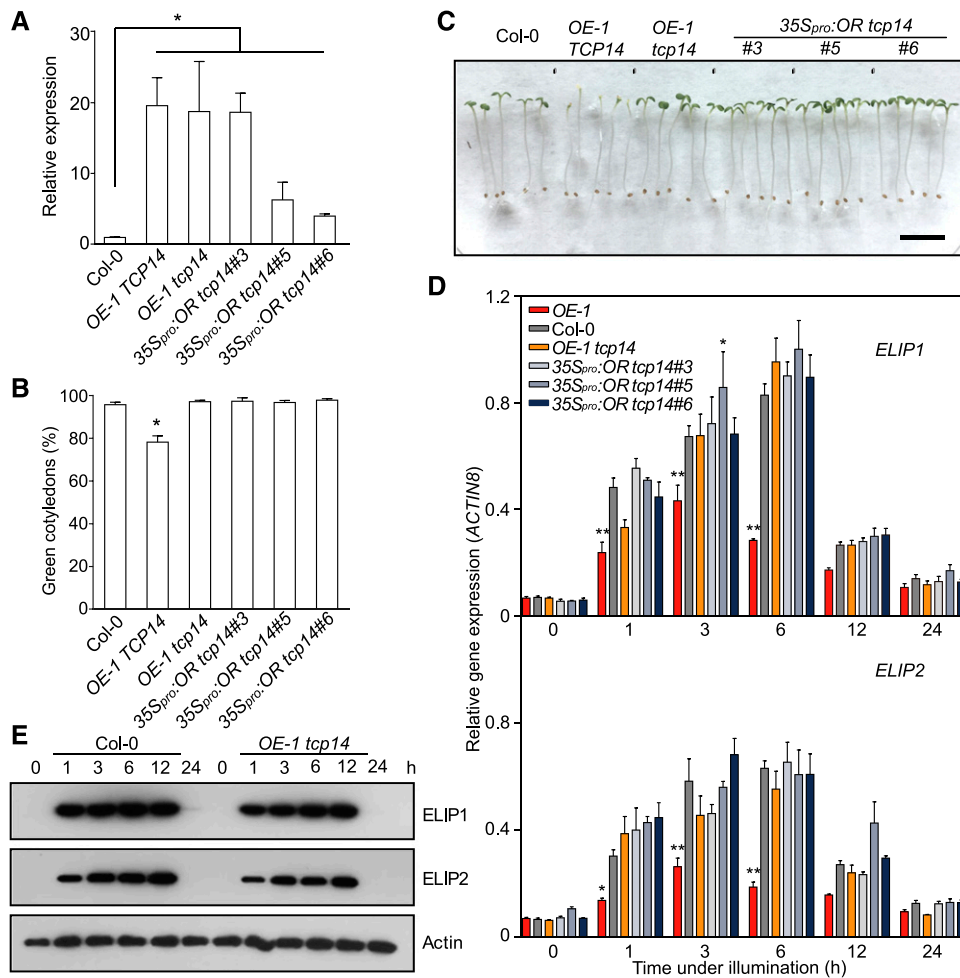 A
*
Relative expression
30
20
10
0
Col-0
OE-1 TCP14
OE-1 tcp14
35Spro:OR tcp14#3
35Spro:OR tcp14#5
35Spro:OR tcp14#6
B
Green cotyledons (%)
100
80
60
40
20
0
*
Col-0
OE-1 TCP14
OE-1 tcp14
35Spro:OR tcp14#3
35Spro:OR tcp14#5
35Spro:OR tcp14#6
C
Col-0
OE-1 TCP14
OE-1 tcp14
35Spro:OR tcp14
#3 #5 #6
D
Relative gene expression (ACTIN8)
1.2
0.8
0.4
0
OE-1
Col-0
OE-1 tcp14
35Spro:OR tcp14#3
35Spro:OR tcp14#5
35Spro:OR tcp14#6
ELIP1
** ** * **
0 1 3 6 12 24
ELIP2
0.8
0.4
0
* ** **
0 1 3 6 12 24
Time under illumination (h)
E
Col-0 OE-1 tcp14
0 1 3 6 12 24 0 1 3 6 12 24 h
ELIP1
ELIP2
Actin